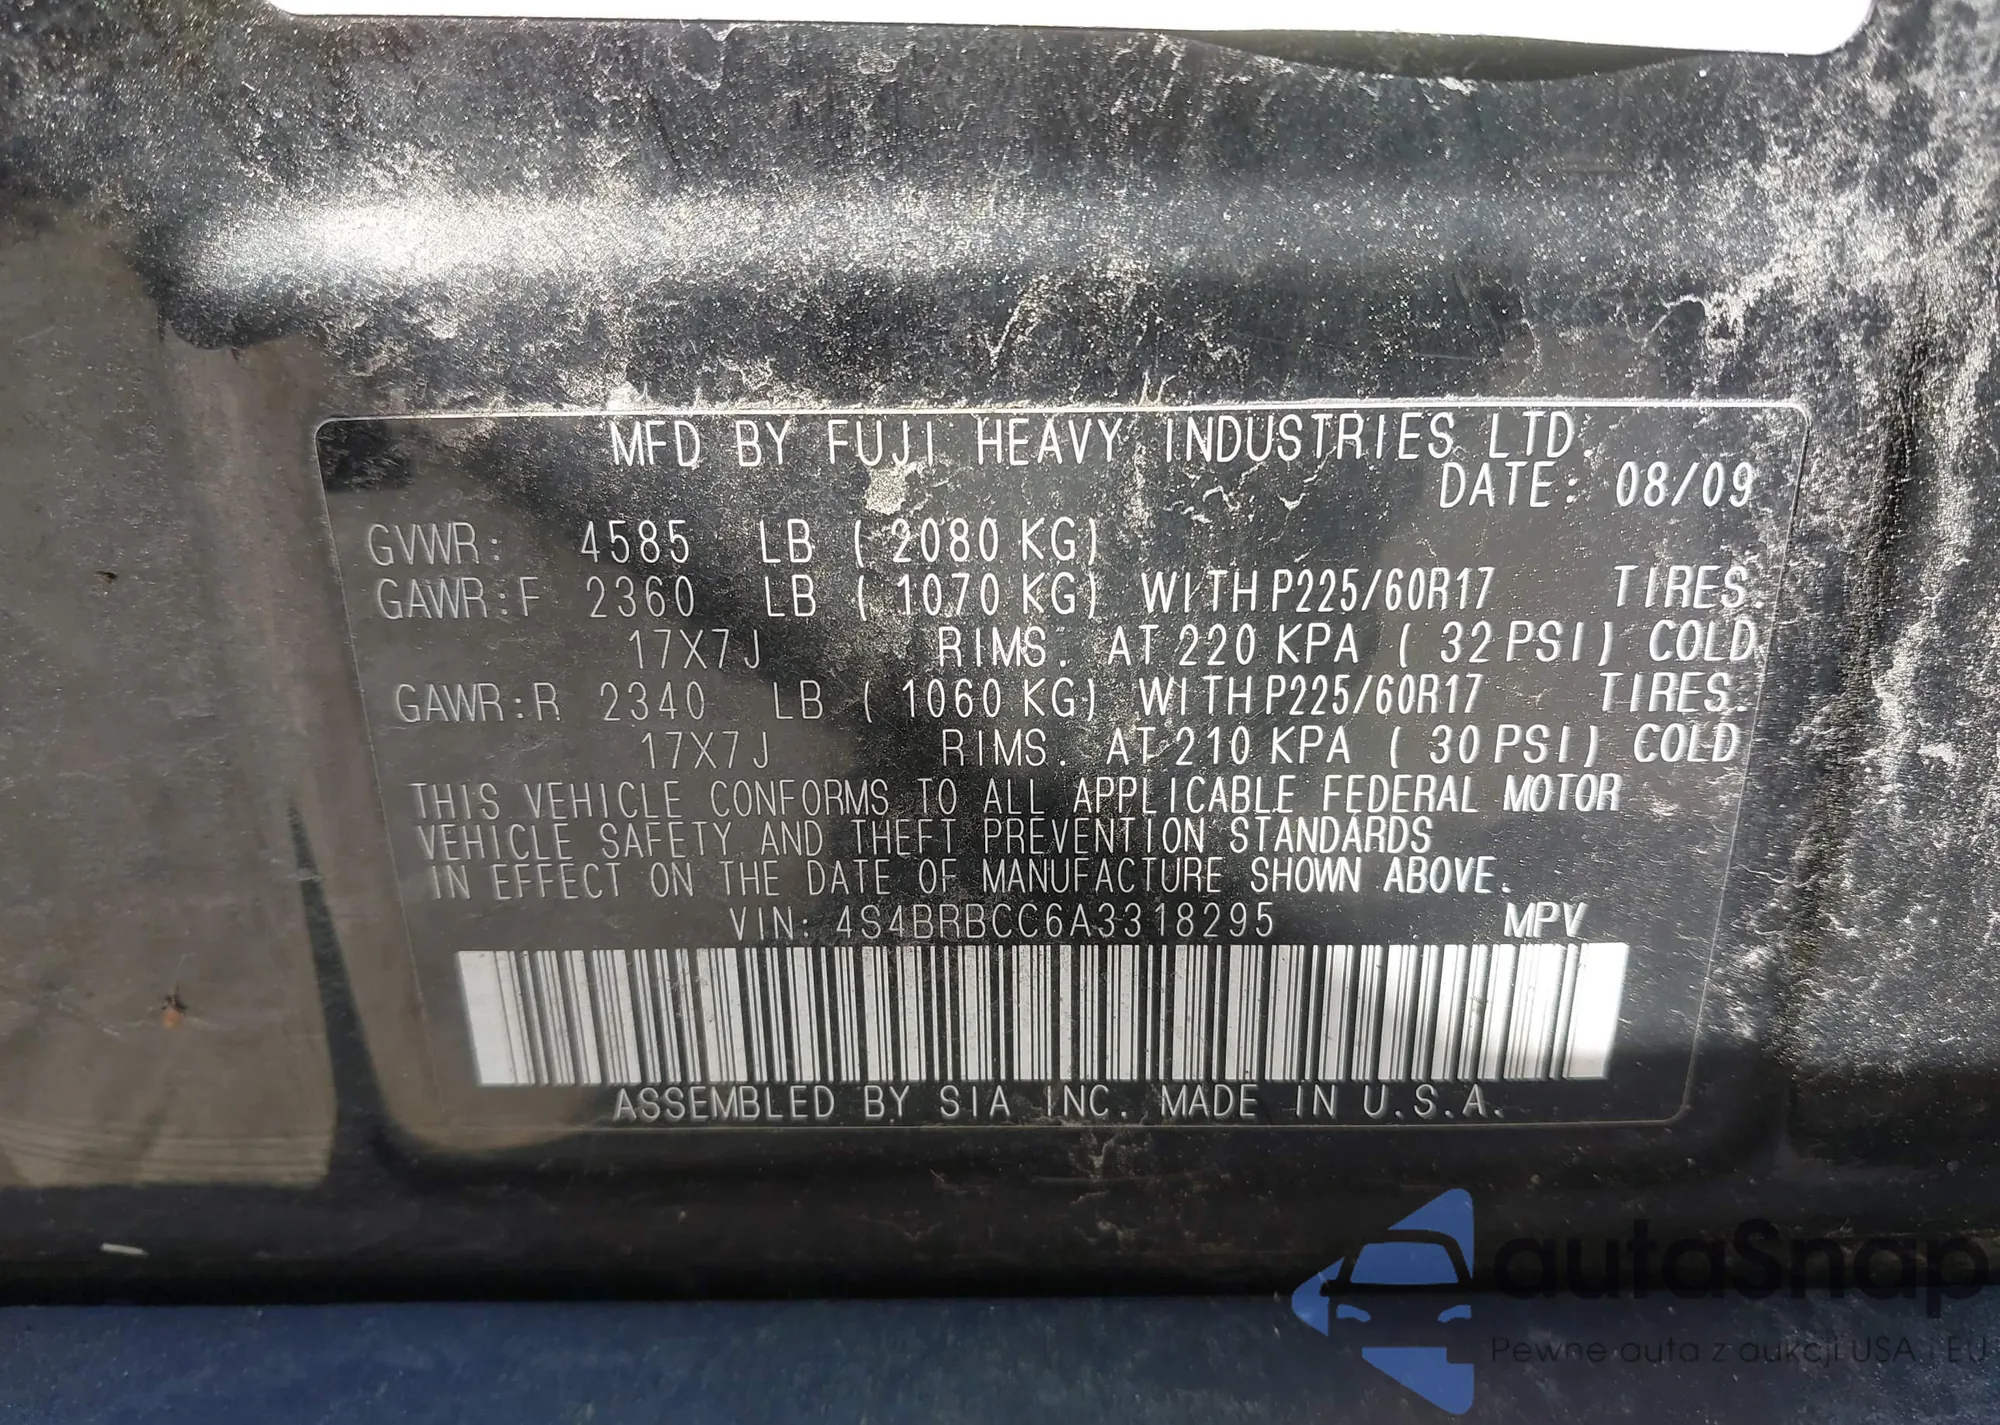 MFD BY FUJI HEAVY INDUSTRIES LTD.
DATE: 08/09
GVWR: 4585 LB ( 2080 KG)
GAWR:F 2360 LB ( 1070 KG) WITH P225/60R17 TIRES.
17X7J RIMS. AT 220 KPA ( 32 PSI) COLD
GAWR:R 2340 LB ( 1060 KG) WITH P225/60R17 TIRES.
17X7J RIMS. AT 210 KPA ( 30 PSI) COLD
THIS VEHICLE CONFORMS TO ALL APPLICABLE FEDERAL MOTOR
VEHICLE SAFETY AND THEFT PREVENTION STANDARDS
IN EFFECT ON THE DATE OF MANUFACTURE SHOWN ABOVE.
VIN: 4S4BRBCC6A3318295 MPV
ASSEMBLED BY SIA INC. MADE IN U.S.A.
autaSnap
Pewne auta z aukcji USA i EU